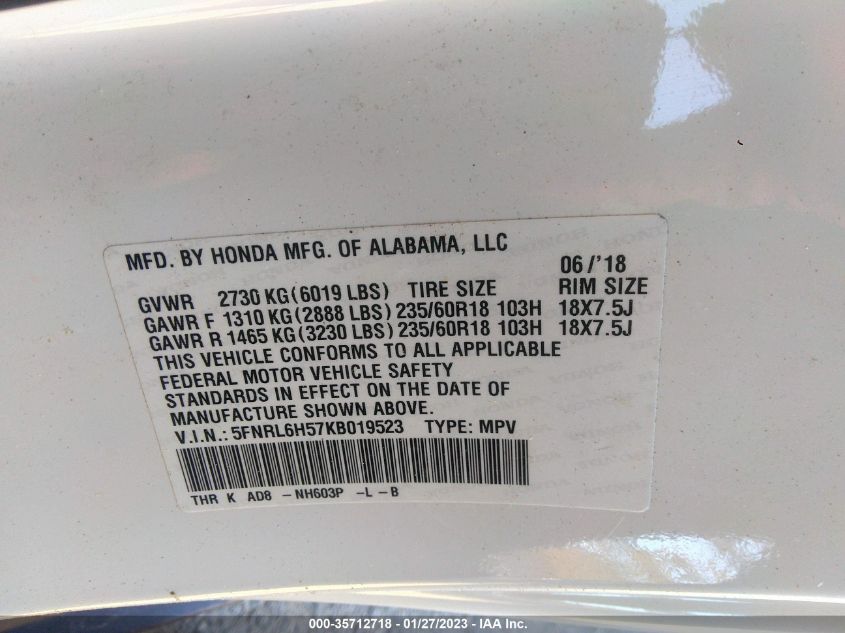 MFD. BY HONDA MFG. OF ALABAMA, LLC
06 /'18
GVWR 2730 KG(6019 LBS) TIRE SIZE RIM SIZE
GAWR F 1310 KG(2888 LBS) 235/60R18 103H 18X7.5J
GAWR R 1465 KG(3230 LBS) 235/60R18 103H 18X7.5J
THIS VEHICLE CONFORMS TO ALL APPLICABLE
FEDERAL MOTOR VEHICLE SAFETY
STANDARDS IN EFFECT ON THE DATE OF
MANUFACTURE SHOWN ABOVE.
V.I.N.: 5FNRL6H57KB019523 TYPE: MPV
THR K AD8 -NH603P -L-B
000-35712718 - 01/27/2023 - IAA Inc.